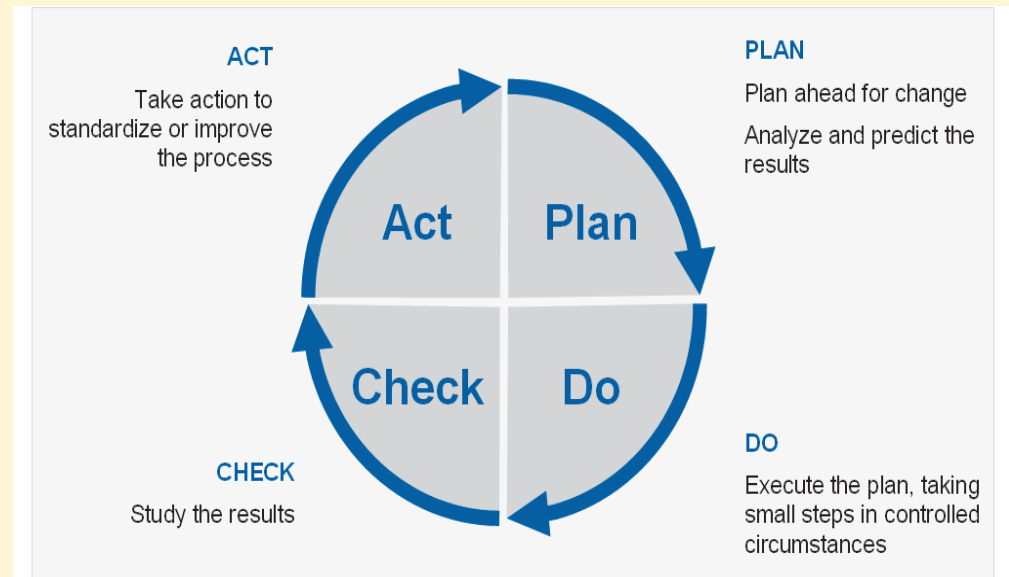 ACT
Take action to
standardize or improve
the process
PLAN
Plan ahead for change
Analyze and predict the
results
Act
Plan
Check
Do
CHECK
Study the results
DO
Execute the plan, taking
small steps in controlled
circumstances